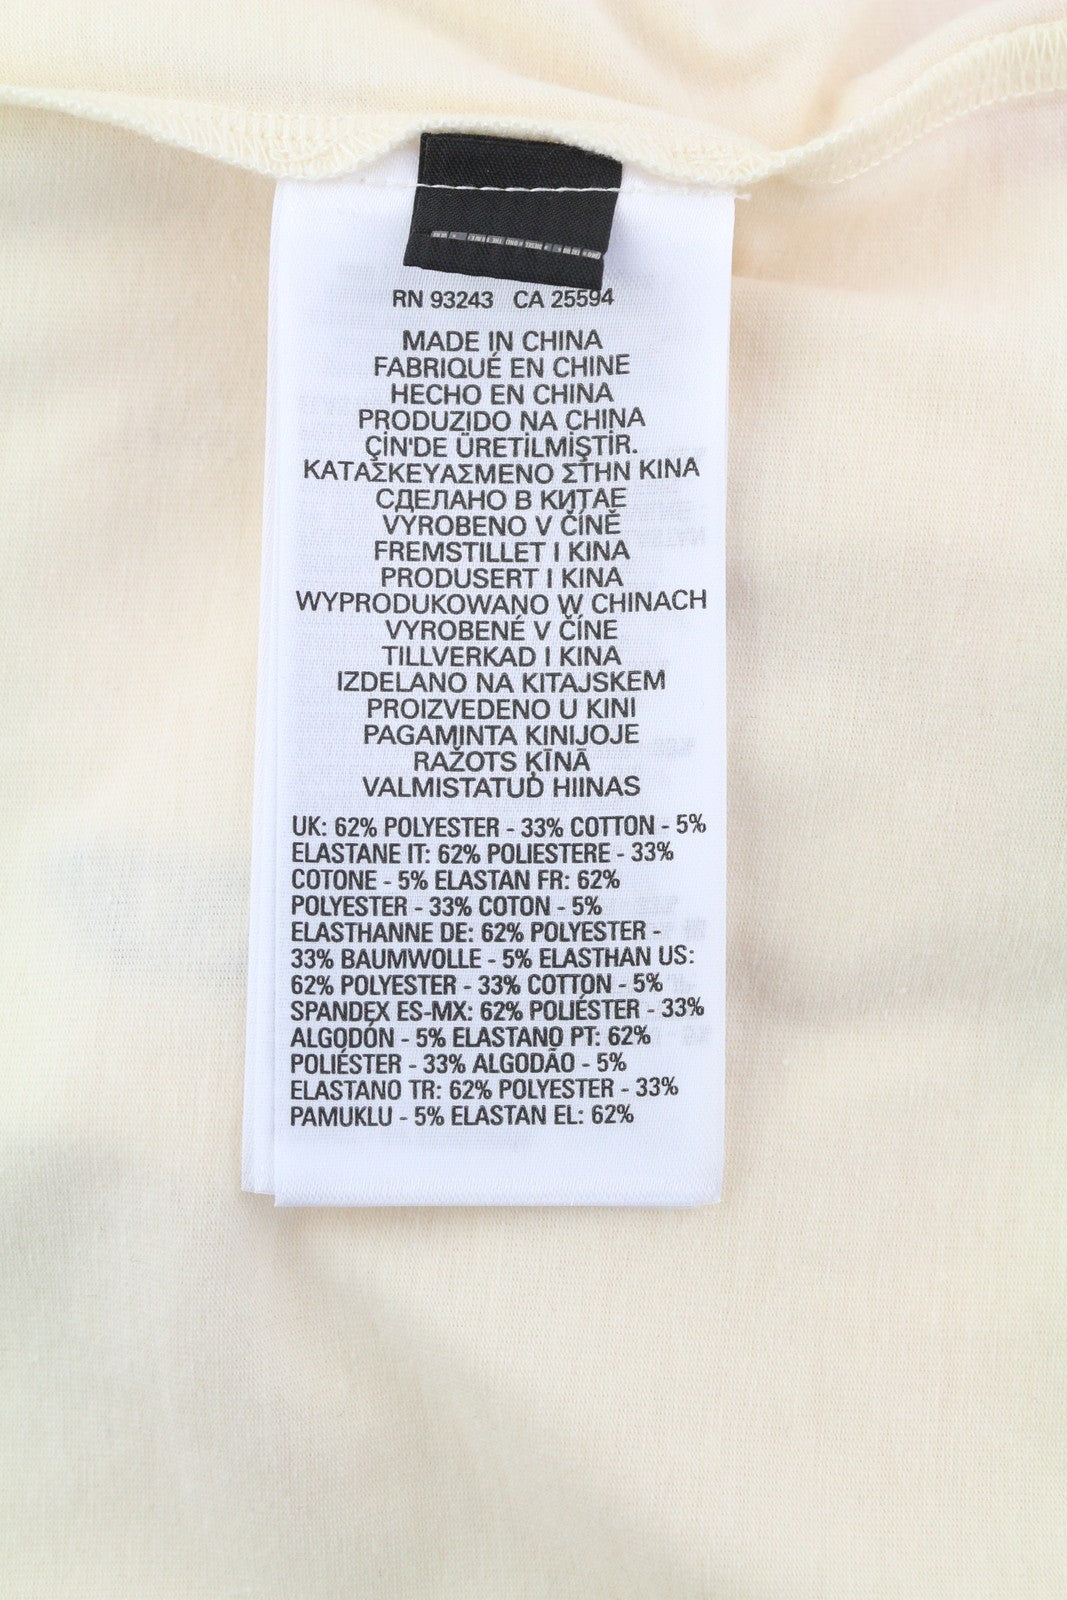 RN 93243 CA 25594
MADE IN CHINA
FABRIQUÉ EN CHINE
HECHO EN CHINA
PRODUZIDO NA CHINA
ÇİN'DE ÜRETİLMİŞTİR.
ΚΑΤΑΣΚΕΥΑΣΜΕΝΟ ΣΤΗΝ ΚΙΝΑ
СДЕЛАНО В КИТАЕ
VYROBENO V ČÍNĚ
FREMSTILLET I KINA
PRODUSERT I KINA
WYPRODUKOWANO W CHINACH
VYROBENÉ V ČÍNE
TILLVERKAD I KINA
IZDELANO NA KITAJSKEM
PROIZVEDENO U KINI
PAGAMINTA KINIJOJE
RAŽOTS ĶĪNĀ
VALMISTATUD HIINAS
UK: 62% POLYESTER - 33% COTTON - 5%
ELASTANE IT: 62% POLIESTERE - 33%
COTONE - 5% ELASTAN FR: 62%
POLYESTER - 33% COTON - 5%
ELASTHANNE DE: 62% POLYESTER -
33% BAUMWOLLE - 5% ELASTHAN US:
62% POLYESTER - 33% COTTON - 5%
SPANDEX ES-MX: 62% POLIÉSTER - 33%
ALGODÓN - 5% ELASTANO PT: 62%
POLIÉSTER - 33% ALGODÃO - 5%
ELASTANO TR: 62% POLYESTER - 33%
PAMUKLU - 5% ELASTAN EL: 62%